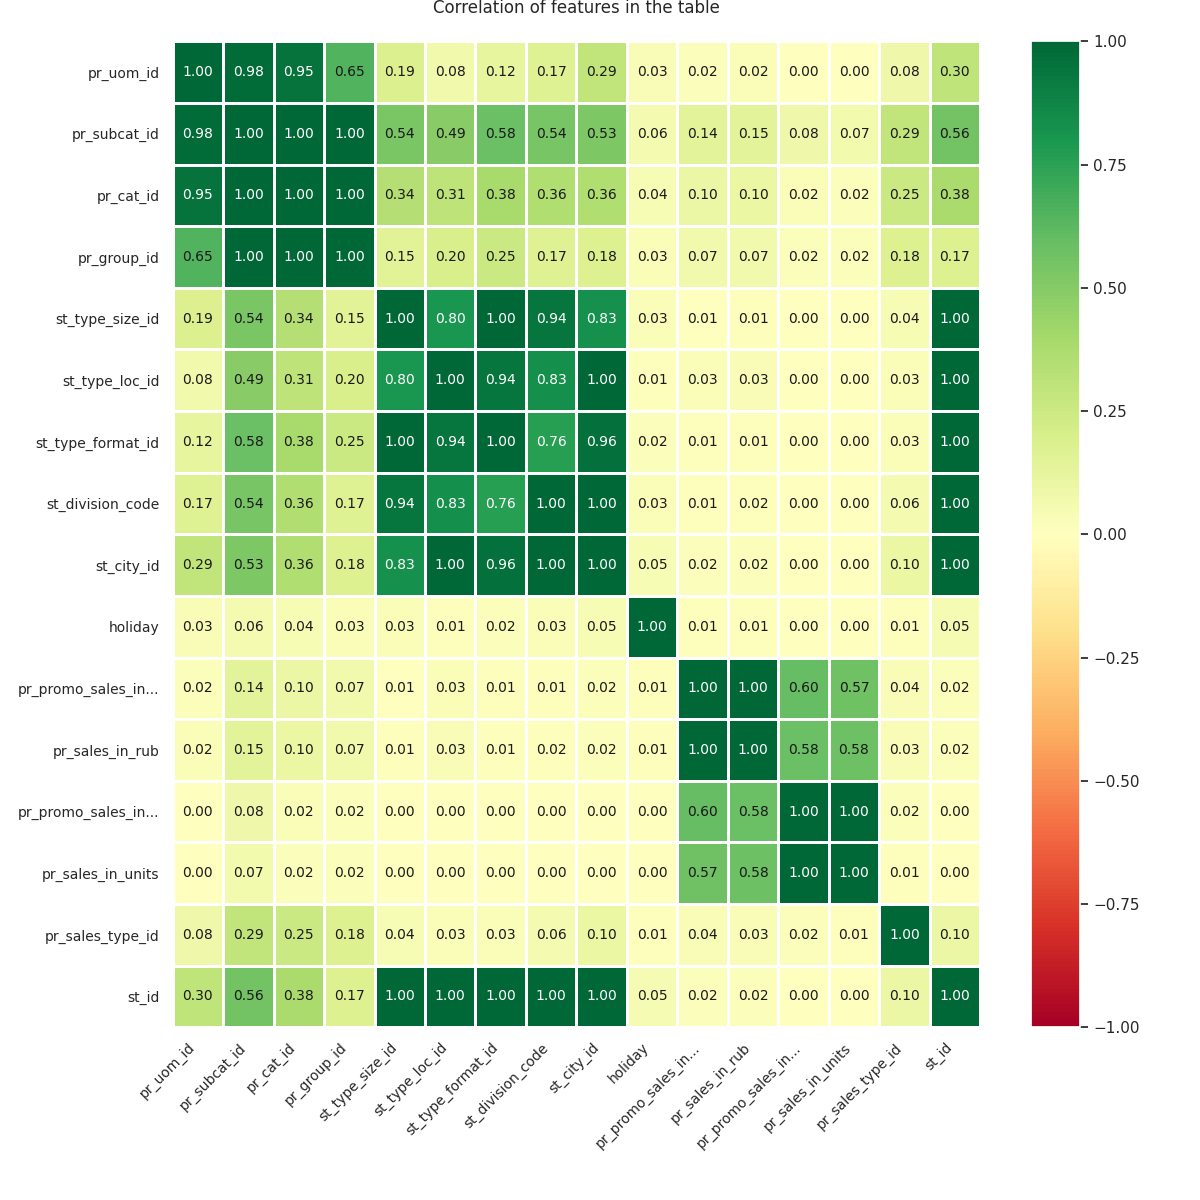 Correlation of features in the table
pr_uom_id 1.00 0.98 0.95 0.65 0.19 0.08 0.12 0.17 0.29 0.03 0.02 0.02 0.00 0.00 0.08 0.30
pr_subcat_id 0.98 1.00 1.00 1.00 0.54 0.49 0.58 0.54 0.53 0.06 0.14 0.15 0.08 0.07 0.29 0.56
pr_cat_id 0.95 1.00 1.00 1.00 0.34 0.31 0.38 0.36 0.36 0.04 0.10 0.10 0.02 0.02 0.25 0.38
pr_group_id 0.65 1.00 1.00 1.00 0.15 0.20 0.25 0.17 0.18 0.03 0.07 0.07 0.02 0.02 0.18 0.17
st_type_size_id 0.19 0.54 0.34 0.15 1.00 0.80 1.00 0.94 0.83 0.03 0.01 0.01 0.00 0.00 0.04 1.00
st_type_loc_id 0.08 0.49 0.31 0.20 0.80 1.00 0.94 0.83 1.00 0.01 0.03 0.03 0.00 0.00 0.03 1.00
st_type_format_id 0.12 0.58 0.38 0.25 1.00 0.94 1.00 0.76 0.96 0.02 0.01 0.01 0.00 0.00 0.03 1.00
st_division_code 0.17 0.54 0.36 0.17 0.94 0.83 0.76 1.00 1.00 0.03 0.01 0.02 0.00 0.00 0.06 1.00
st_city_id 0.29 0.53 0.36 0.18 0.83 1.00 0.96 1.00 1.00 0.05 0.02 0.02 0.00 0.00 0.10 1.00
holiday 0.03 0.06 0.04 0.03 0.03 0.01 0.02 0.03 0.05 1.00 0.01 0.01 0.00 0.00 0.01 0.05
pr_promo_sales_in... 0.02 0.14 0.10 0.07 0.01 0.03 0.01 0.01 0.02 0.01 1.00 1.00 0.60 0.57 0.04 0.02
pr_sales_in_rub 0.02 0.15 0.10 0.07 0.01 0.03 0.01 0.02 0.02 0.01 1.00 1.00 0.58 0.58 0.03 0.02
pr_promo_sales_in... 0.00 0.08 0.02 0.02 0.00 0.00 0.00 0.00 0.00 0.00 0.60 0.58 1.00 1.00 0.02 0.00
pr_sales_in_units 0.00 0.07 0.02 0.02 0.00 0.00 0.00 0.00 0.00 0.00 0.57 0.58 1.00 1.00 0.01 0.00
pr_sales_type_id 0.08 0.29 0.25 0.18 0.04 0.03 0.03 0.06 0.10 0.01 0.04 0.03 0.02 0.01 1.00 0.10
st_id 0.30 0.56 0.38 0.17 1.00 1.00 1.00 1.00 1.00 0.05 0.02 0.02 0.00 0.00 0.10 1.00
pr_uom_id
pr_subcat_id
pr_cat_id
pr_group_id
st_type_size_id
st_type_loc_id
st_type_format_id
st_division_code
st_city_id
holiday
pr_promo_sales_in...
pr_sales_in_rub
pr_promo_sales_in...
pr_sales_in_units
pr_sales_type_id
st_id
1.00
0.75
0.50
0.25
0.00
−0.25
−0.50
−0.75
−1.00